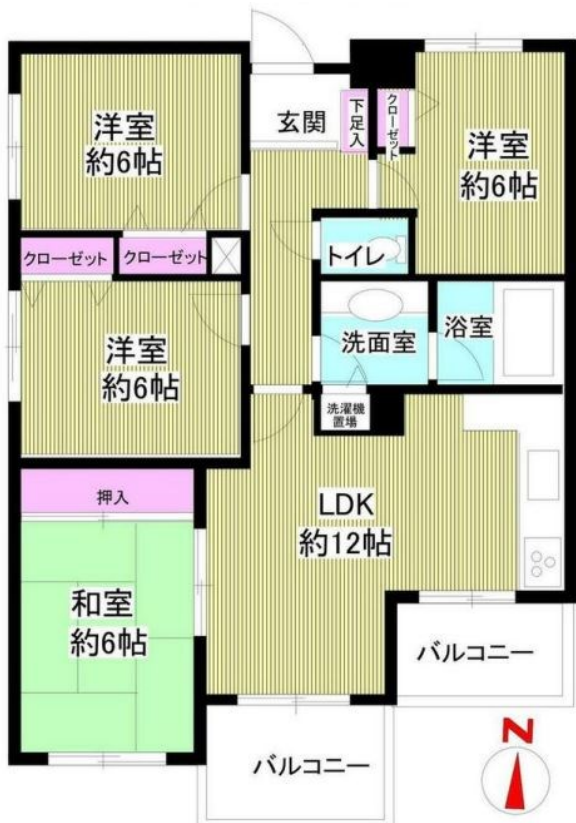 玄関
下足入
クローゼット
洋室
約6帖
洋室
約6帖
クローゼット
クローゼット
トイレ
洋室
約6帖
洗面室
浴室
洗濯機
置場
押入
LDK
約12帖
和室
約6帖
バルコニー
バルコニー
N